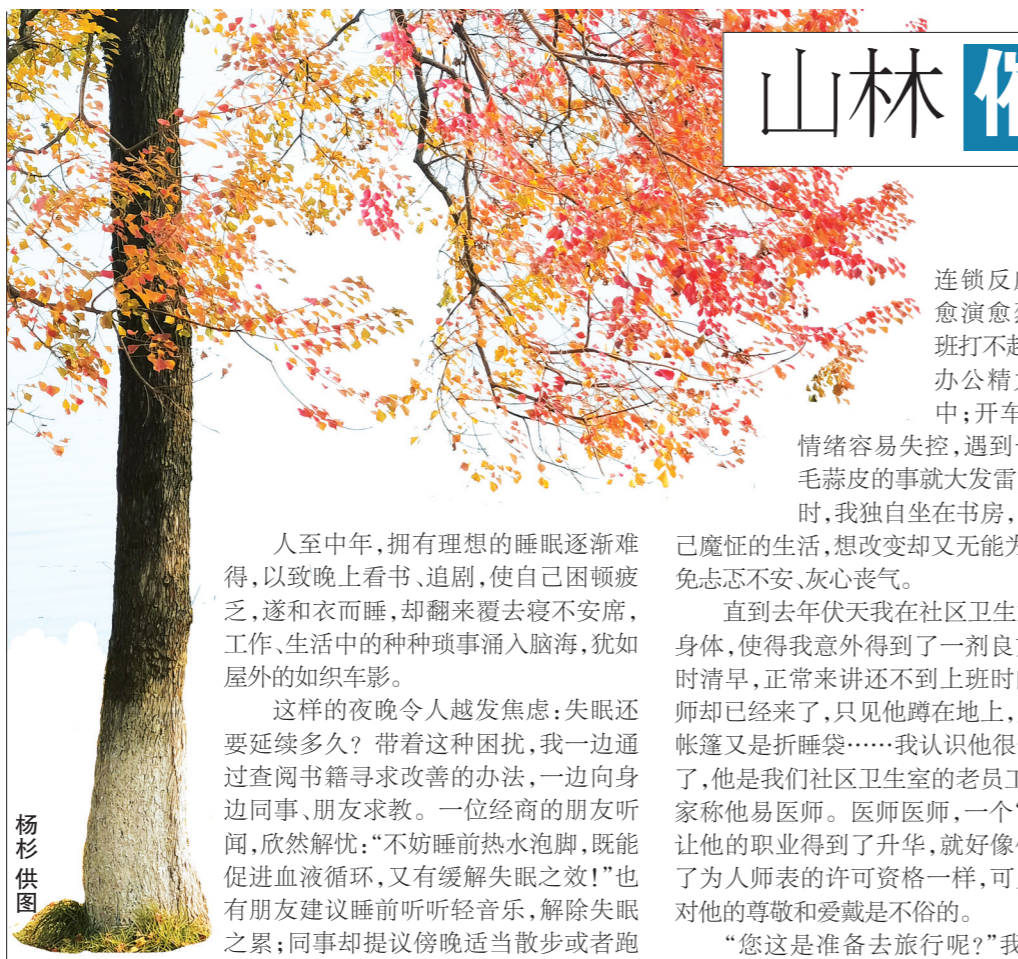 山林
人至中年,拥有理想的睡眠逐渐难
得,以致晚上看书、追剧,使自己困顿疲
乏,遂和衣而睡,却翻来覆去寝不安席,
工作、生活中的种种琐事涌入脑海,犹如
屋外的如织车影。
这样的夜晚令人越发焦虑:失眠还
要延续多久?带着这种困扰,我一边通
过查阅书籍寻求改善的办法,一边向身
边同事、朋友求教。一位经商的朋友听
闻,欣然解忧:“不妨睡前热水泡脚,既能
促进血液循环,又有缓解失眠之效!”也
有朋友建议睡前听听轻音乐,解除失眠
之累;同事却提议傍晚适当散步或者跑
连锁反
愈演愈
班打不起
办公精
中;开车
情绪容易失控,遇到
毛蒜皮的事就大发雷
时,我独自坐在书房,
己魔怔的生活,想改变却又无能为
免忐忑不安、灰心丧气。
直到去年伏天我在社区卫生
身体,使得我意外得到了一剂良
时清早,正常来讲还不到上班时
师却已经来了,只见他蹲在地上,
帐篷又是折睡袋……我认识他很
了,他是我们社区卫生室的老员工
家称他易医师。医师医师,一个“
让他的职业得到了升华,就好像
了为人师表的许可资格一样,可
对他的尊敬和爱戴是不俗的。
“您这是准备去旅行呢?”我
杨杉 供图